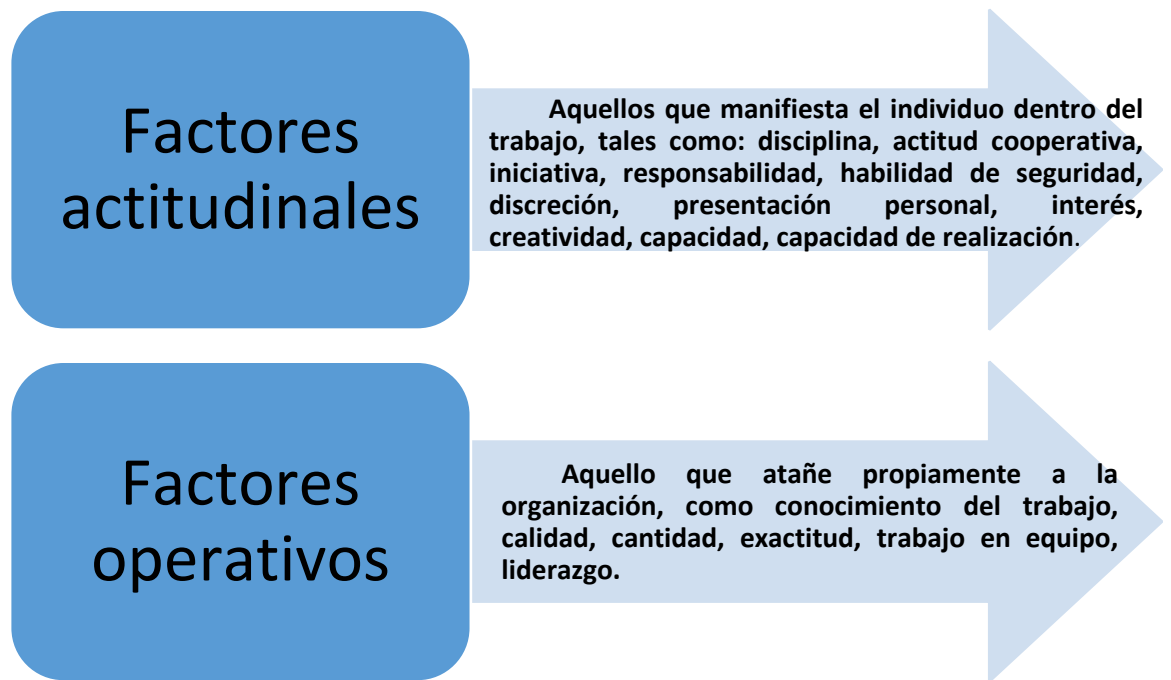 Factores
actitudinales
Aquellos que manifiesta el individuo dentro del
trabajo, tales como: disciplina, actitud cooperativa,
iniciativa, responsabilidad, habilidad de seguridad,
discreción, presentación personal, interés,
creatividad, capacidad, capacidad de realización.
Factores
operativos
Aquello que atañe propiamente a la
organización, como conocimiento del trabajo,
calidad, cantidad, exactitud, trabajo en equipo,
liderazgo.